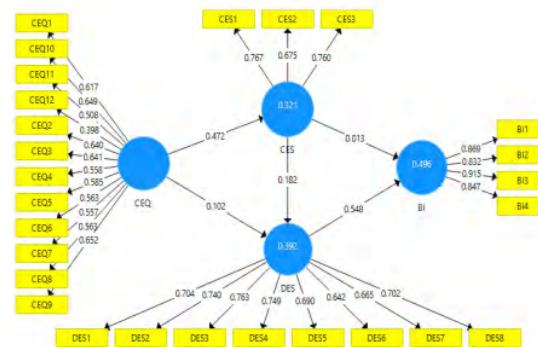 CEQ1
CEQ10
CEQ11
CEQ12
CEQ2
CEQ3
CEQ4
CEQ5
CEQ6
CEQ7
CEQ8
CEQ9
0.617
0.649
0.508
0.398
0.640
0.641
0.558
0.585
0.563
0.557
0.563
0.652
CEQ
CES1
CES2
CES3
0.767
0.675
0.760
0.321
CES
0.472
0.013
0.182
0.102
0.548
0.496
BI
0.869
0.832
0.915
0.847
BI1
BI2
BI3
BI4
0.392
DES
0.704
0.740
0.763
0.749
0.690
0.642
0.665
0.702
DES1
DES2
DES3
DES4
DES5
DES6
DES7
DES8